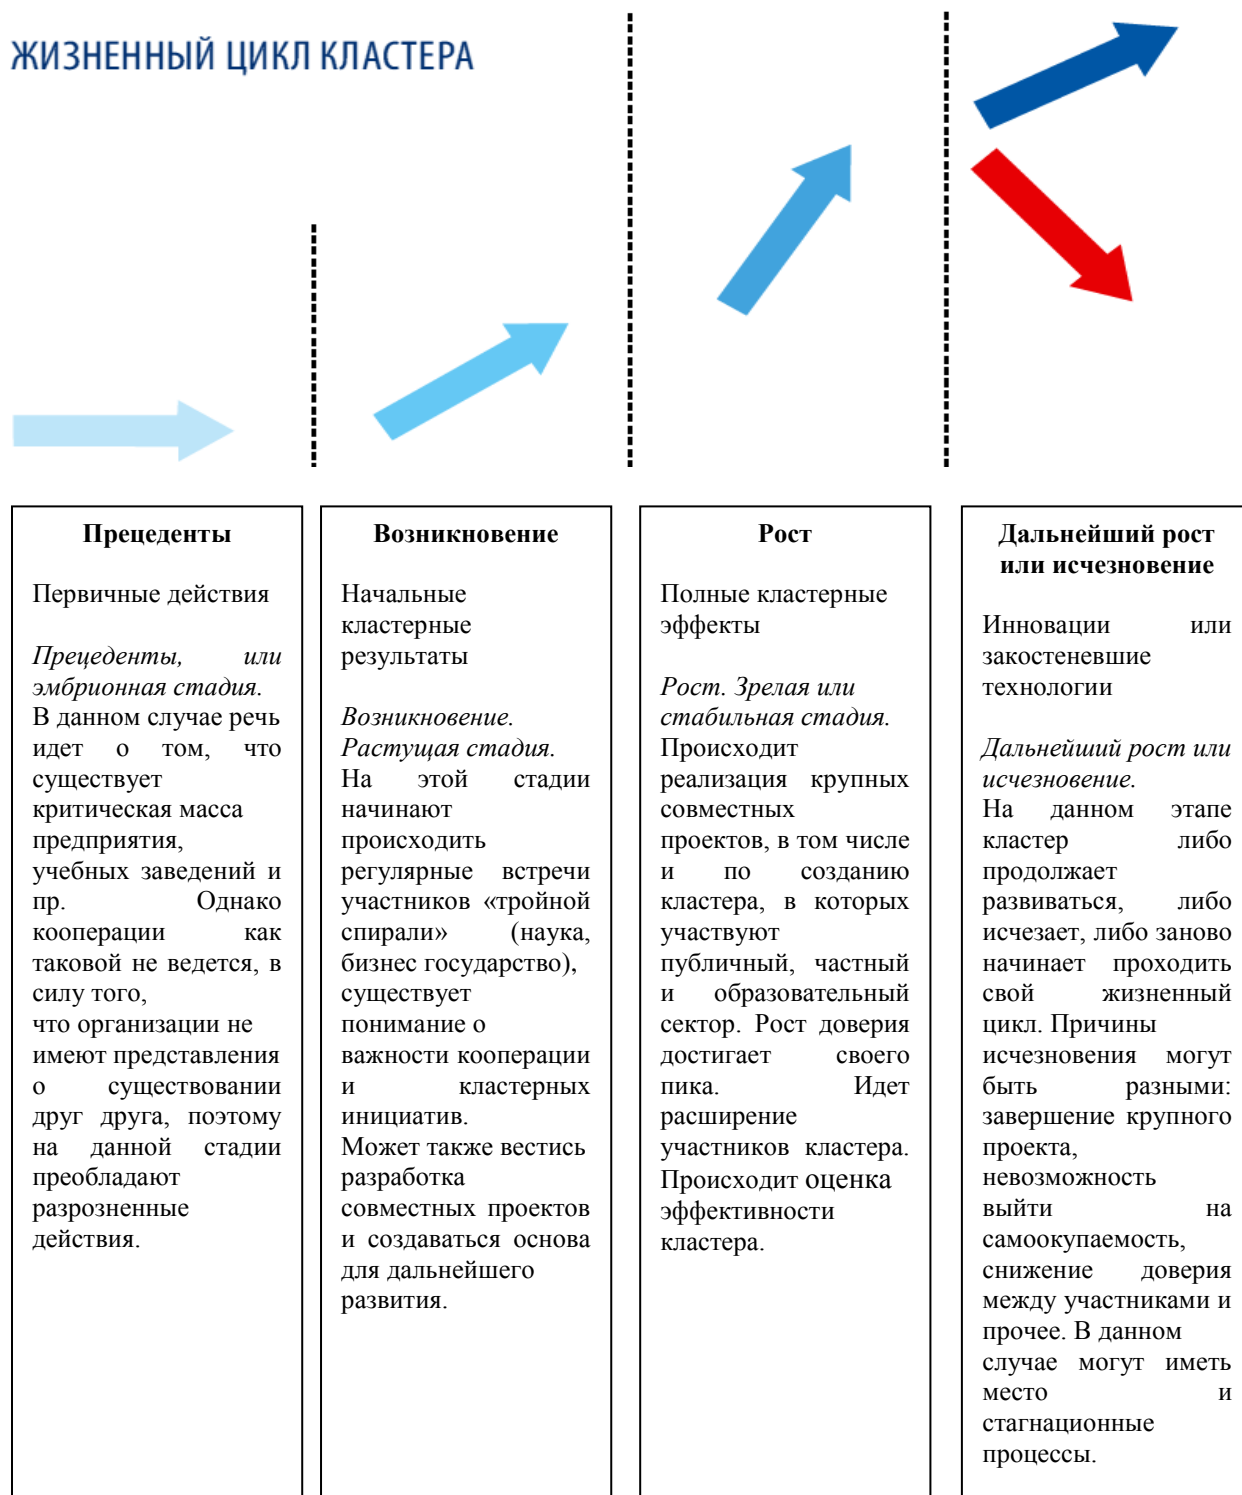 ЖИЗНЕННЫЙ ЦИКЛ КЛАСТЕРА
Прецеденты
Первичные действия
Прецеденты, или
эмбрионная стадия.
В данном случае речь
идет о том, что
существует
критическая масса
предприятия,
учебных заведений и
пр. Однако
кооперации как
таковой не ведется, в
силу того,
что организации не
имеют представления
о существовании
друг друга, поэтому
на данной стадии
преобладают
разрозненные
действия.
Возникновение
Начальные
кластерные
результаты
Возникновение.
Растущая стадия.
На этой стадии
начинают
происходить
регулярные встречи
участников «тройной
спирали» (наука,
бизнес государство),
существует
понимание о
важности кооперации
и кластерных
инициатив.
Может также вестись
разработка
совместных проектов
и создаваться основа
для дальнейшего
развития.
Рост
Полные кластерные
эффекты
Рост. Зрелая или
стабильная стадия.
Происходит
реализация крупных
совместных
проектов, в том числе
и по созданию
кластера, в которых
участвуют
публичный, частный
и образовательный
сектор. Рост доверия
достигает своего
пика. Идет
расширение
участников кластера.
Происходит оценка
эффективности
кластера.
Дальнейший рост
или исчезновение
Инновации или
закостеневшие
технологии
Дальнейший рост или
исчезновение.
На данном этапе
кластер либо
продолжает
развиваться, либо
исчезает, либо заново
начинает проходить
свой жизненный
цикл. Причины
исчезновения могут
быть разными:
завершение крупного
проекта,
невозможность
выйти на
самоокупаемость,
снижение доверия
между участниками и
прочее. В данном
случае могут иметь
место и
стагнационные
процессы.